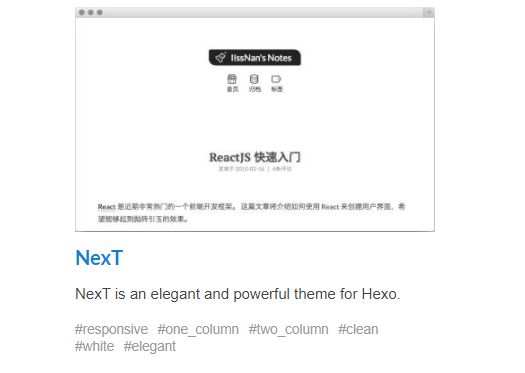 IIssNan's Notes
首页 归档 标签
ReactJS 快速入门
发表于 2015-02-16 | 6条评论
React 是近期非常热门的一个前端开发框架。 这篇文章将介绍如何使用 React 来创建用户界面，希
望能够起到抛砖引玉的效果。
NexT
NexT is an elegant and powerful theme for Hexo.
#responsive #one_column #two_column #clean
#white #elegant